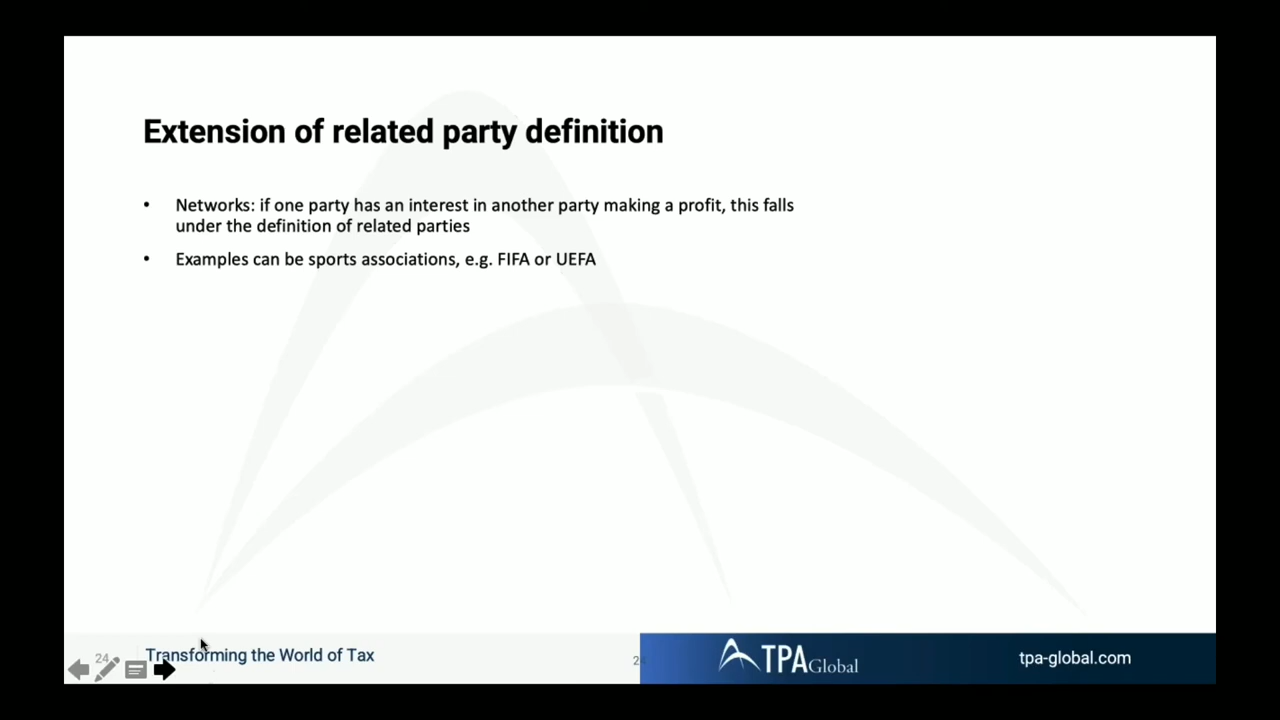 Extension of related party definition
• Networks: if one party has an interest in another party making a profit, this falls
under the definition of related parties
• Examples can be sports associations, e.g. FIFA or UEFA
24
Transforming the World of Tax
TPA Global
tpa-global.com